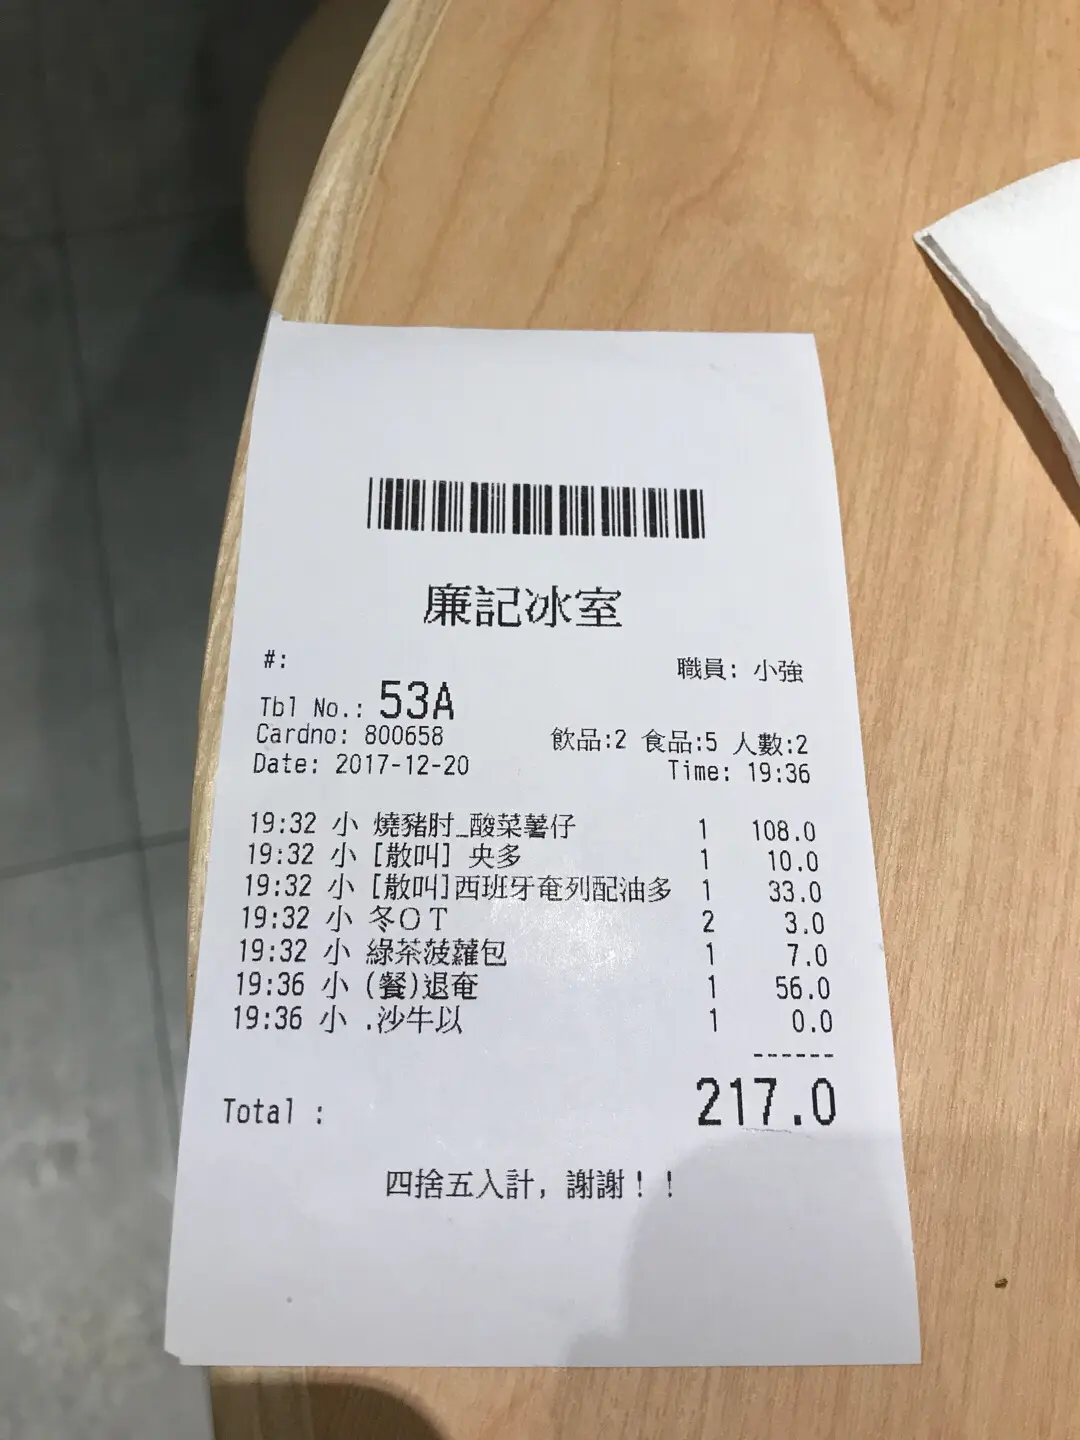 廉記冰室
#:
職員: 小強
Tbl No.: 53A
Cardno: 800658 飲品:2 食品:5 人數:2
Date: 2017-12-20 Time: 19:36
19:32 小 燒豬肘_酸菜薯仔 1 108.0
19:32 小 [散叫] 央多 1 10.0
19:32 小 [散叫]西班牙奄列配油多 1 33.0
19:32 小 冬ＯＴ 2 3.0
19:32 小 綠茶菠蘿包 1 7.0
19:36 小 (餐)退奄 1 56.0
19:36 小 .沙牛以 1 0.0
------
Total : 217.0
四捨五入計, 謝謝！！